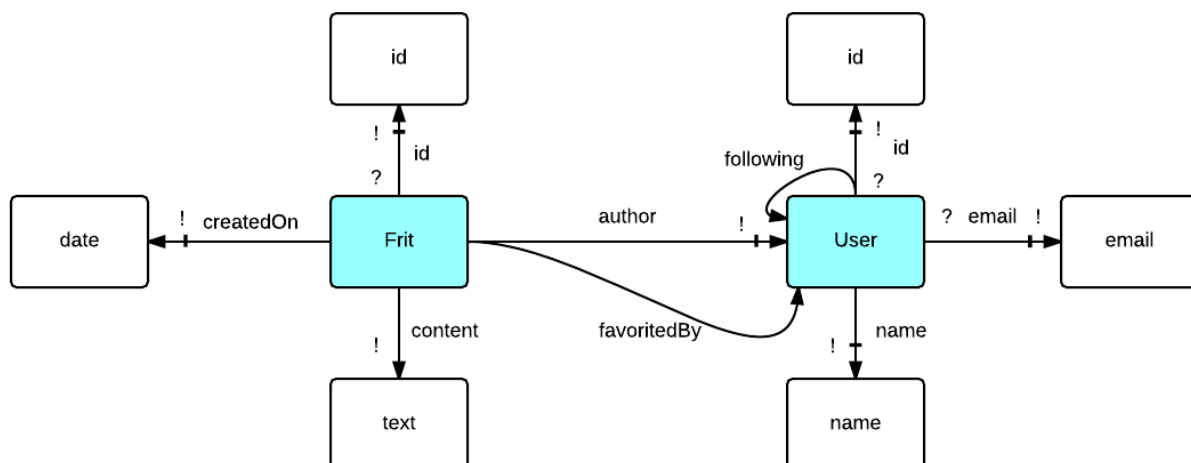 id
id
!
id
?
!
id
?
following
date
!
createdOn
Frit
author
!
User
?
email
!
email
!
content
favoritedBy
!
name
text
name